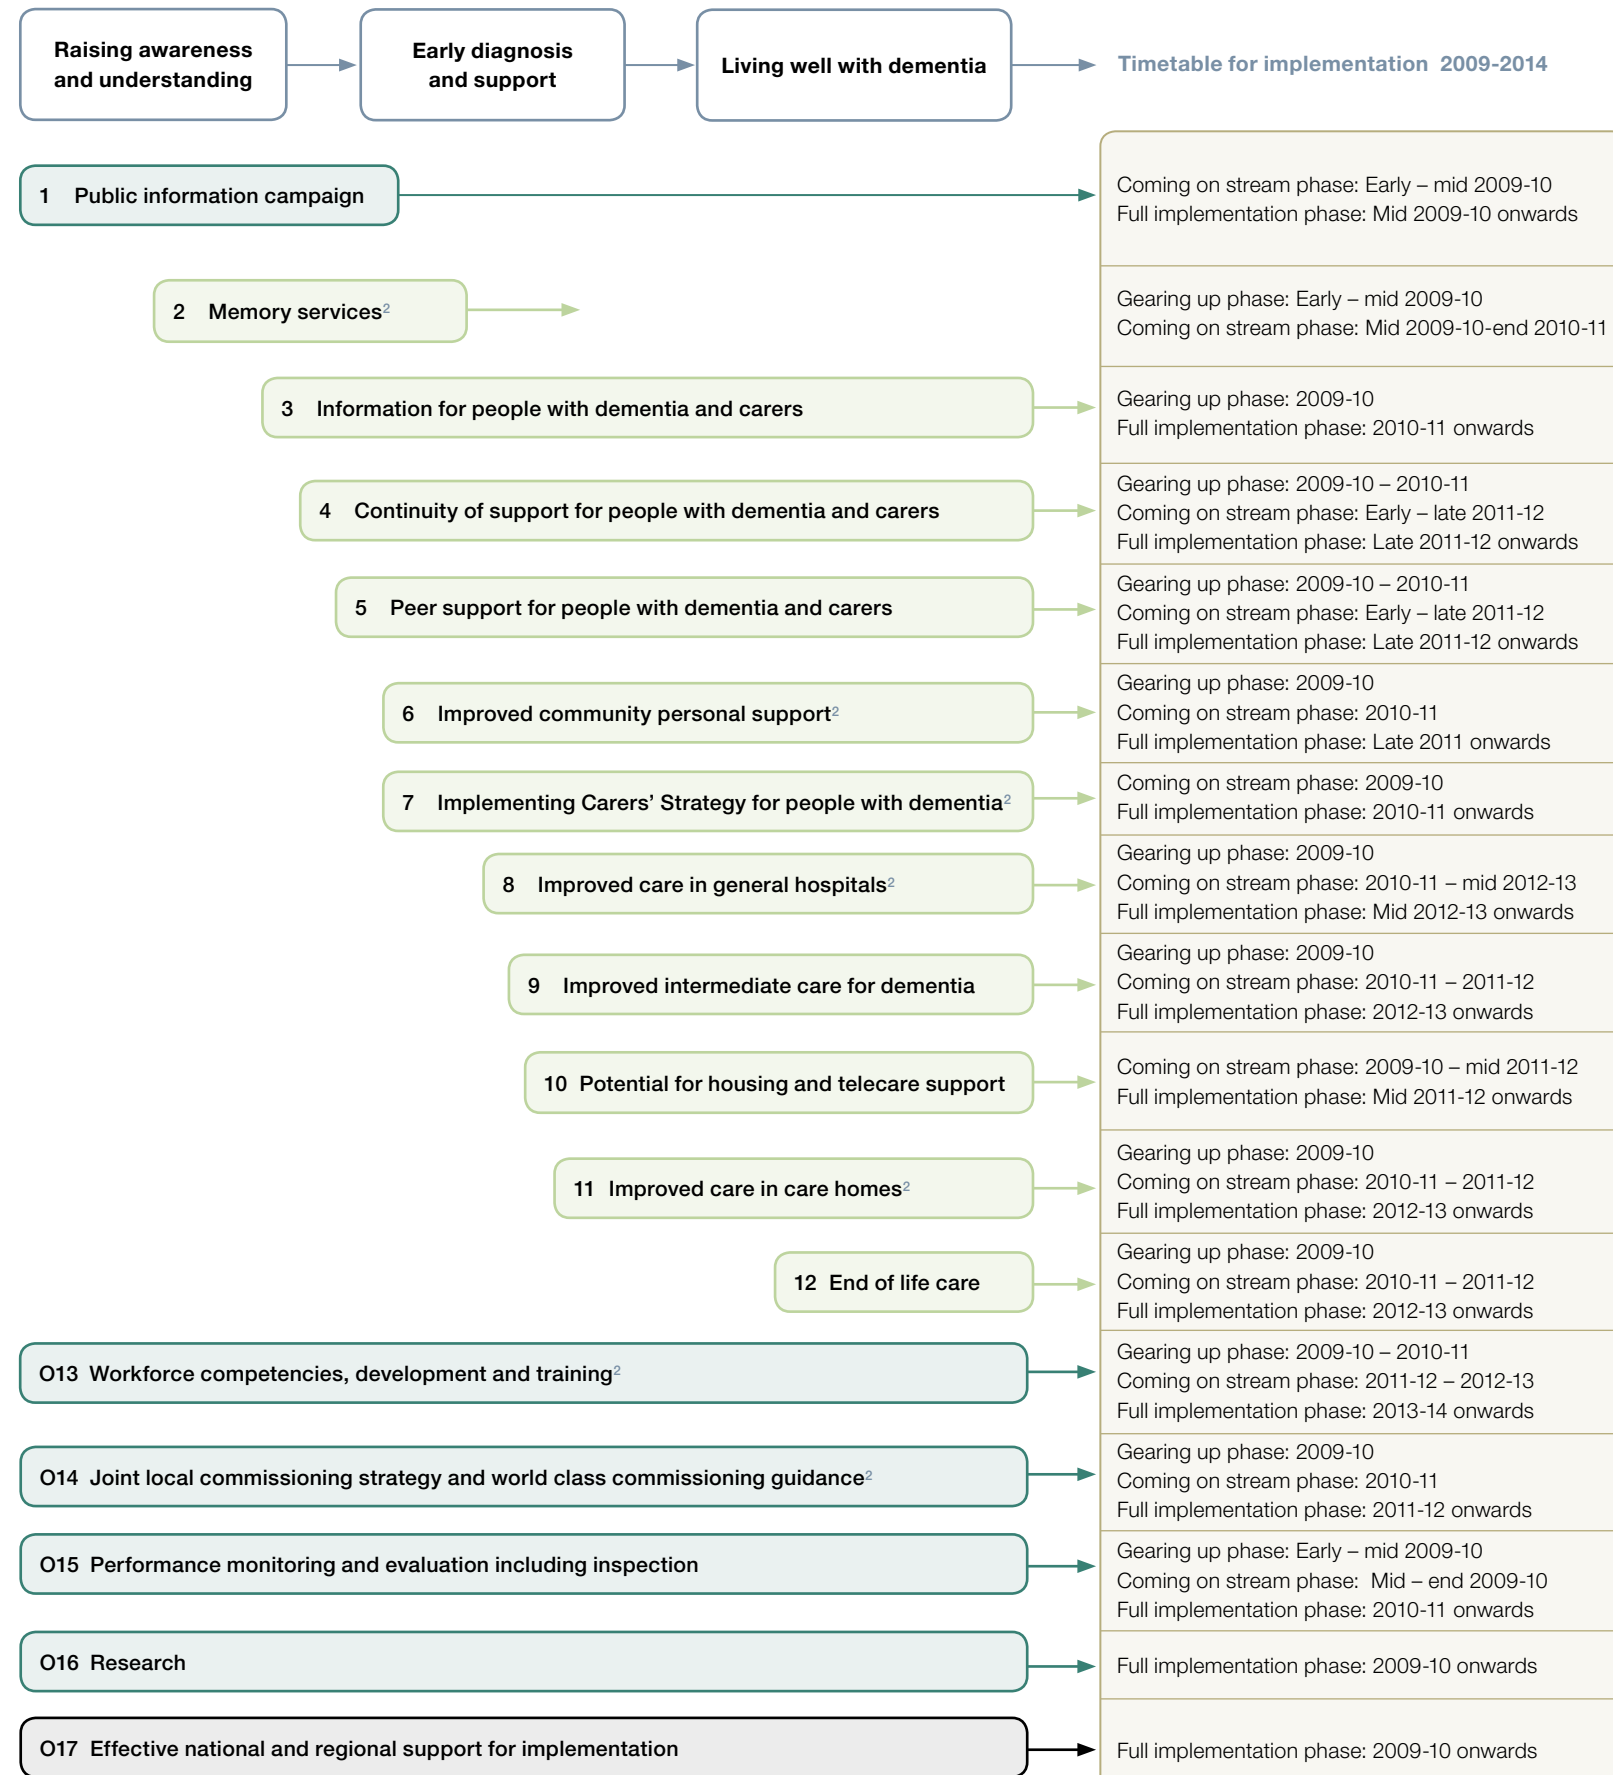 Raising awareness
and understanding
Early diagnosis
and support
Living well with dementia
Timetable for implementation 2009-2014
1 Public information campaign
Coming on stream phase: Early – mid 2009-10
Full implementation phase: Mid 2009-10 onwards
2 Memory services2
Gearing up phase: Early – mid 2009-10
Coming on stream phase: Mid 2009-10-end 2010-11
3 Information for people with dementia and carers
Gearing up phase: 2009-10
Full implementation phase: 2010-11 onwards
4 Continuity of support for people with dementia and carers
Gearing up phase: 2009-10 – 2010-11
Coming on stream phase: Early – late 2011-12
Full implementation phase: Late 2011-12 onwards
5 Peer support for people with dementia and carers
Gearing up phase: 2009-10 – 2010-11
Coming on stream phase: Early – late 2011-12
Full implementation phase: Late 2011-12 onwards
6 Improved community personal support2
Gearing up phase: 2009-10
Coming on stream phase: 2010-11
Full implementation phase: Late 2011 onwards
7 Implementing Carers’ Strategy for people with dementia2
Coming on stream phase: 2009-10
Full implementation phase: 2010-11 onwards
8 Improved care in general hospitals2
Gearing up phase: 2009-10
Coming on stream phase: 2010-11 – mid 2012-13
Full implementation phase: Mid 2012-13 onwards
9 Improved intermediate care for dementia
Gearing up phase: 2009-10
Coming on stream phase: 2010-11 – 2011-12
Full implementation phase: 2012-13 onwards
10 Potential for housing and telecare support
Coming on stream phase: 2009-10 – mid 2011-12
Full implementation phase: Mid 2011-12 onwards
11 Improved care in care homes2
Gearing up phase: 2009-10
Coming on stream phase: 2010-11 – 2011-12
Full implementation phase: 2012-13 onwards
12 End of life care
Gearing up phase: 2009-10
Coming on stream phase: 2010-11 – 2011-12
Full implementation phase: 2012-13 onwards
O13 Workforce competencies, development and training2
Gearing up phase: 2009-10 – 2010-11
Coming on stream phase: 2011-12 – 2012-13
Full implementation phase: 2013-14 onwards
O14 Joint local commissioning strategy and world class commissioning guidance2
Gearing up phase: 2009-10
Coming on stream phase: 2010-11
Full implementation phase: 2011-12 onwards
O15 Performance monitoring and evaluation including inspection
Gearing up phase: Early – mid 2009-10
Coming on stream phase: Mid – end 2009-10
Full implementation phase: 2010-11 onwards
O16 Research
Full implementation phase: 2009-10 onwards
O17 Effective national and regional support for implementation
Full implementation phase: 2009-10 onwards